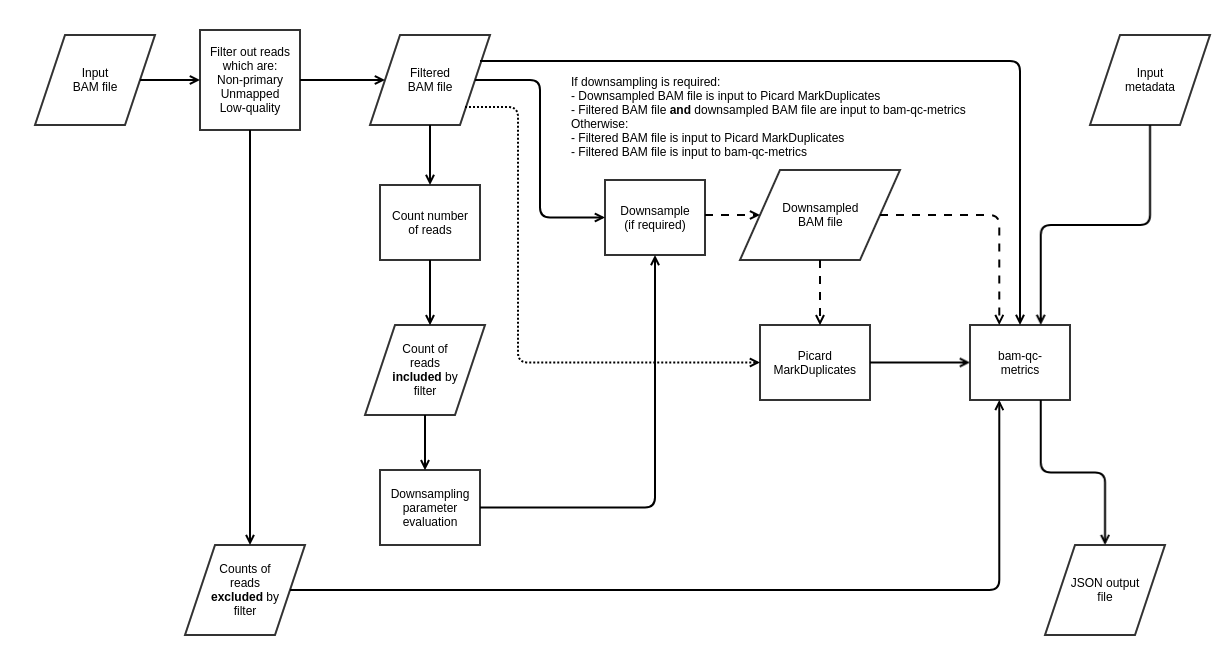 Input
BAM file
Filter out reads
which are:
Non-primary
Unmapped
Low-quality
Filtered
BAM file
If downsampling is required:
- Downsampled BAM file is input to Picard MarkDuplicates
- Filtered BAM file and downsampled BAM file are input to bam-qc-metrics
Otherwise:
- Filtered BAM file is input to Picard MarkDuplicates
- Filtered BAM file is input to bam-qc-metrics
Input
metadata
Count number
of reads
Downsample
(if required)
Downsampled
BAM file
Count of
reads
included by
filter
Picard
MarkDuplicates
bam-qc-
metrics
Downsampling
parameter
evaluation
Counts of
reads
excluded by
filter
JSON output
file